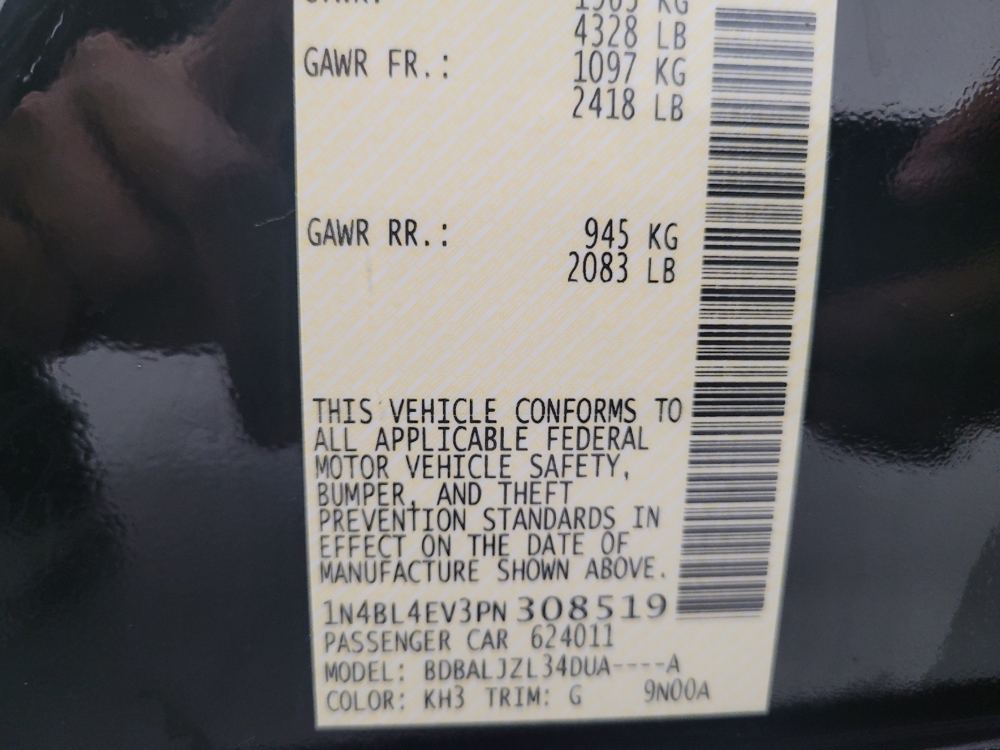 KG
4328 LB
GAWR FR.: 1097 KG
2418 LB
GAWR RR.: 945 KG
2083 LB
THIS VEHICLE CONFORMS TO
ALL APPLICABLE FEDERAL
MOTOR VEHICLE SAFETY,
BUMPER, AND THEFT
PREVENTION STANDARDS IN
EFFECT ON THE DATE OF
MANUFACTURE SHOWN ABOVE.
1N4BL4EV3PN308519
PASSENGER CAR 624011
MODEL: BDBALJZL34DUA----A
COLOR: KH3 TRIM: G 9N00A